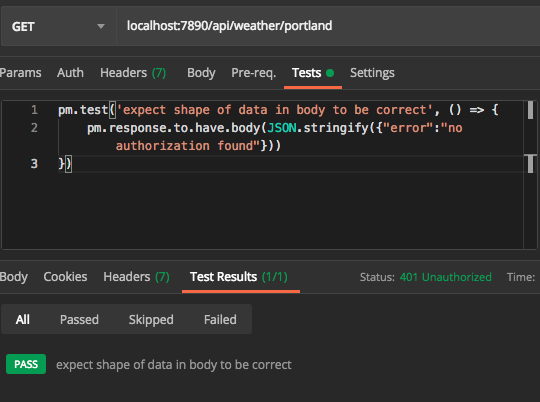 GET localhost:7890/api/weather/portland
Params Auth Headers (7) Body Pre-req. Tests Settings
1 pm.test('expect shape of data in body to be correct', () => {
2 pm.response.to.have.body(JSON.stringify({"error":"no
authorization found"}))
3 })
Body Cookies Headers (7) Test Results (1/1) Status: 401 Unauthorized Time:
All Passed Skipped Failed
PASS expect shape of data in body to be correct